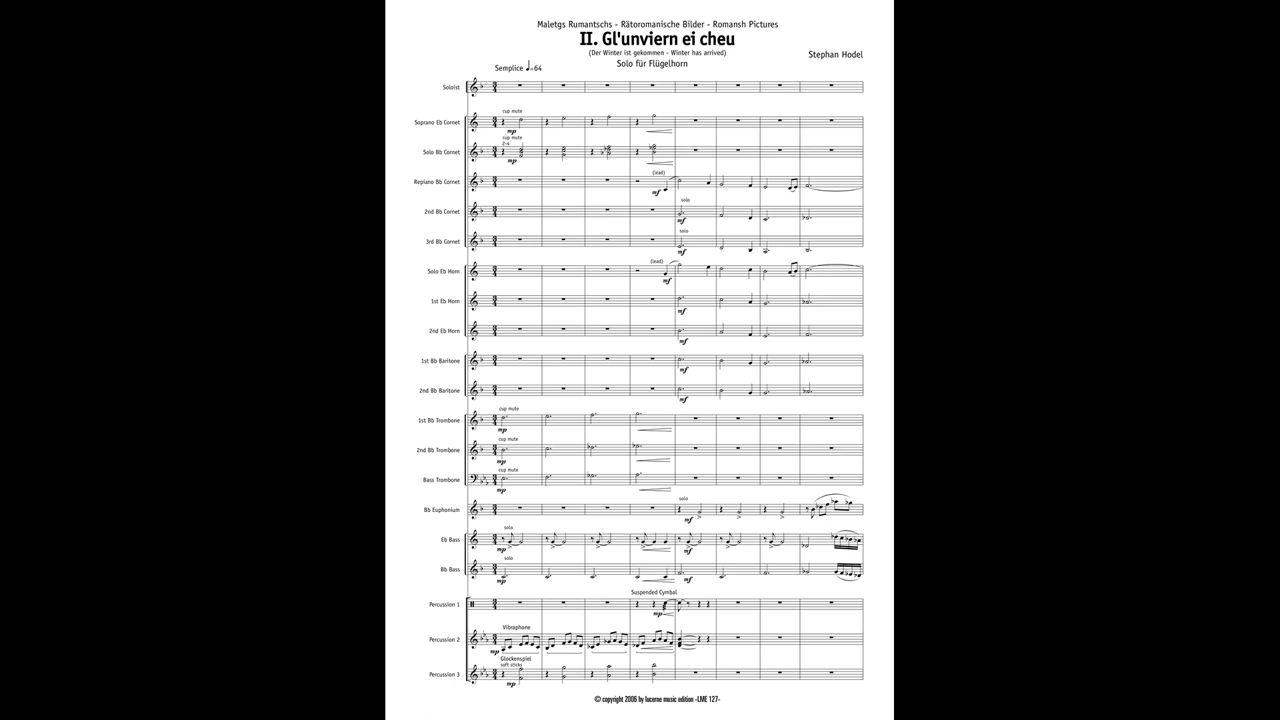 Maletgs Rumantschs - Rätoromanische Bilder - Romansh Pictures
II. Gl'unviern ei cheu
(Der Winter ist gekommen - Winter has arrived)
Stephan Hodel
Solo für Flügelhorn
Semplice ♩=64
Soloist
cup mute
Soprano Eb Cornet
mp
cup mute
2-4
Solo Bb Cornet
mp
(lead)
Repiano Bb Cornet
mf
solo
2nd Bb Cornet
mf
solo
3rd Bb Cornet
mf
(lead)
Solo Eb Horn
mf
1st Eb Horn
mf
2nd Eb Horn
mf
1st Bb Baritone
mf
2nd Bb Baritone
mf
cup mute
1st Bb Trombone
mp
cup mute
2nd Bb Trombone
mp
cup mute
Bass Trombone
mp
solo
Bb Euphonium
mf
solo
Eb Bass
mp mf
solo
Bb Bass
mp mf
Suspended Cymbal
Percussion 1
mp
Vibraphone
Percussion 2
mp
Glockenspiel
soft sticks
Percussion 3
mp
© copyright 2006 by lucerne music edition -LME 127-